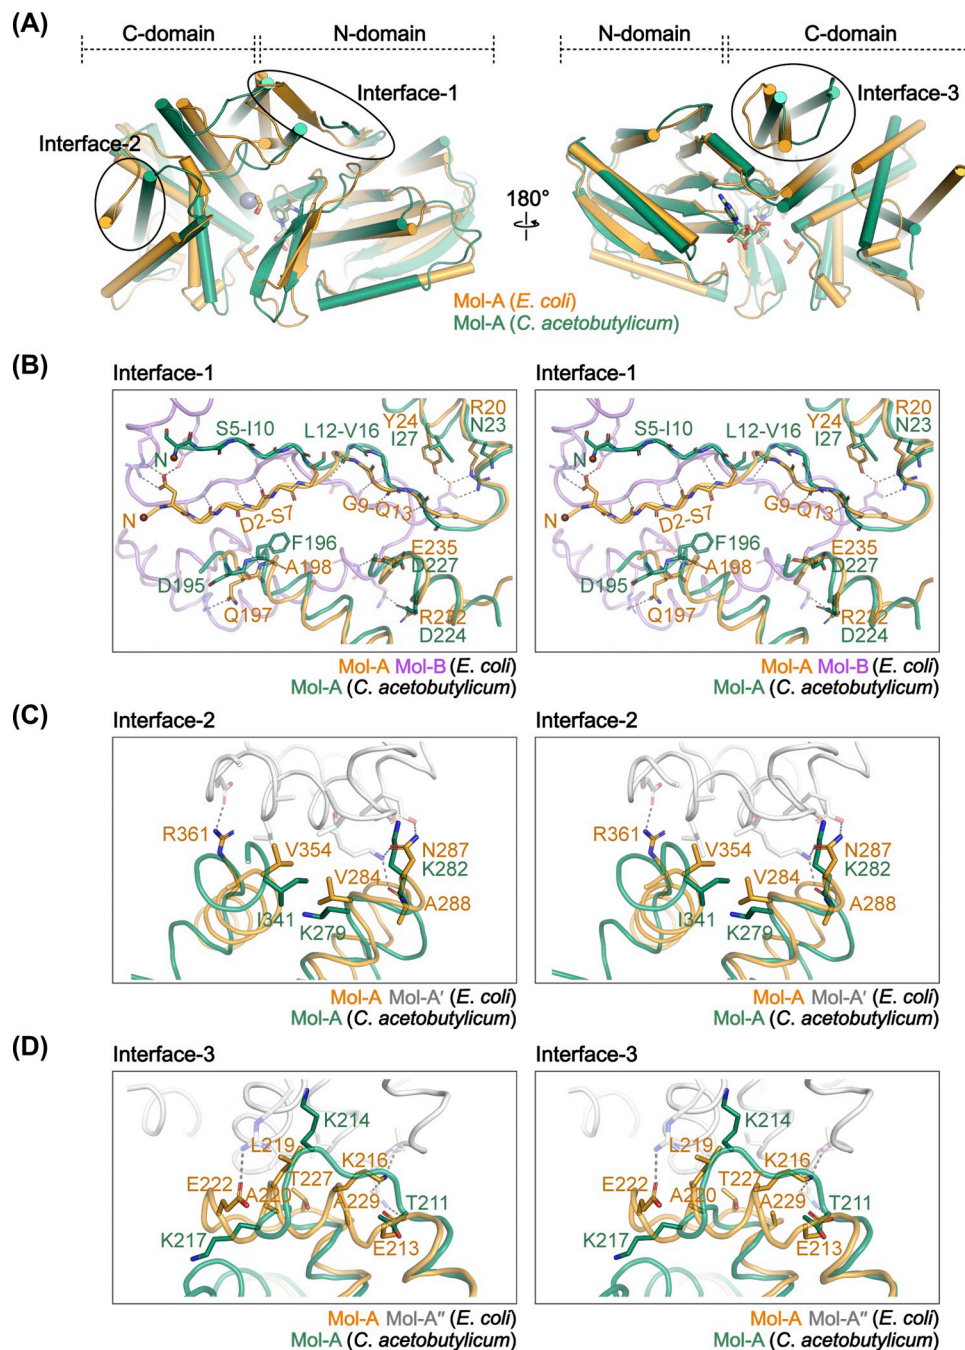 (A)
C-domain N-domain N-domain C-domain
Interface-1 Interface-3
Interface-2
180°
Mol-A (E. coli)
Mol-A (C. acetobutylicum)
(B)
Interface-1 Interface-1
S5-I10 L12-V16 Y24 I27 R20 N23
N
N
D2-S7 G9-Q13
F196 E235
D195 A198 D227
Q197 R232
D224
S5-I10 L12-V16 Y24 I27 R20 N23
N
N
D2-S7 G9-Q13
F196 E235
D195 A198 D227
Q197 R232
D224
Mol-A Mol-B (E. coli) Mol-A Mol-B (E. coli)
Mol-A (C. acetobutylicum) Mol-A (C. acetobutylicum)
(C)
Interface-2 Interface-2
R361 V354 N287
V284 K282
I341 A288
K279
R361 V354 N287
V284 K282
I341 A288
K279
Mol-A Mol-A′ (E. coli) Mol-A Mol-A′ (E. coli)
Mol-A (C. acetobutylicum) Mol-A (C. acetobutylicum)
(D)
Interface-3 Interface-3
K214
L219 K216
E222 T227
A220 A229 T211
K217 E213
K214
L219 K216
E222 T227
A220 A229 T211
K217 E213
Mol-A Mol-A″ (E. coli) Mol-A Mol-A″ (E. coli)
Mol-A (C. acetobutylicum) Mol-A (C. acetobutylicum)